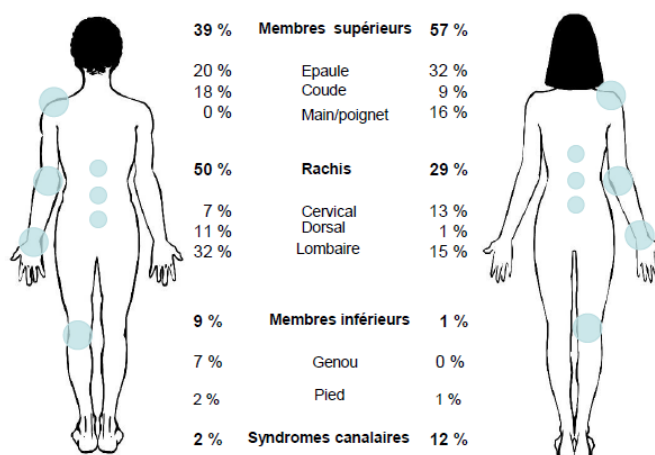 39 % Membres supérieurs 57 %
20 % Epaule 32 %
18 % Coude 9 %
0 % Main/poignet 16 %
50 % Rachis 29 %
7 % Cervical 13 %
11 % Dorsal 1 %
32 % Lombaire 15 %
9 % Membres inférieurs 1 %
7 % Genou 0 %
2 % Pied 1 %
2 % Syndromes canalaires 12 %